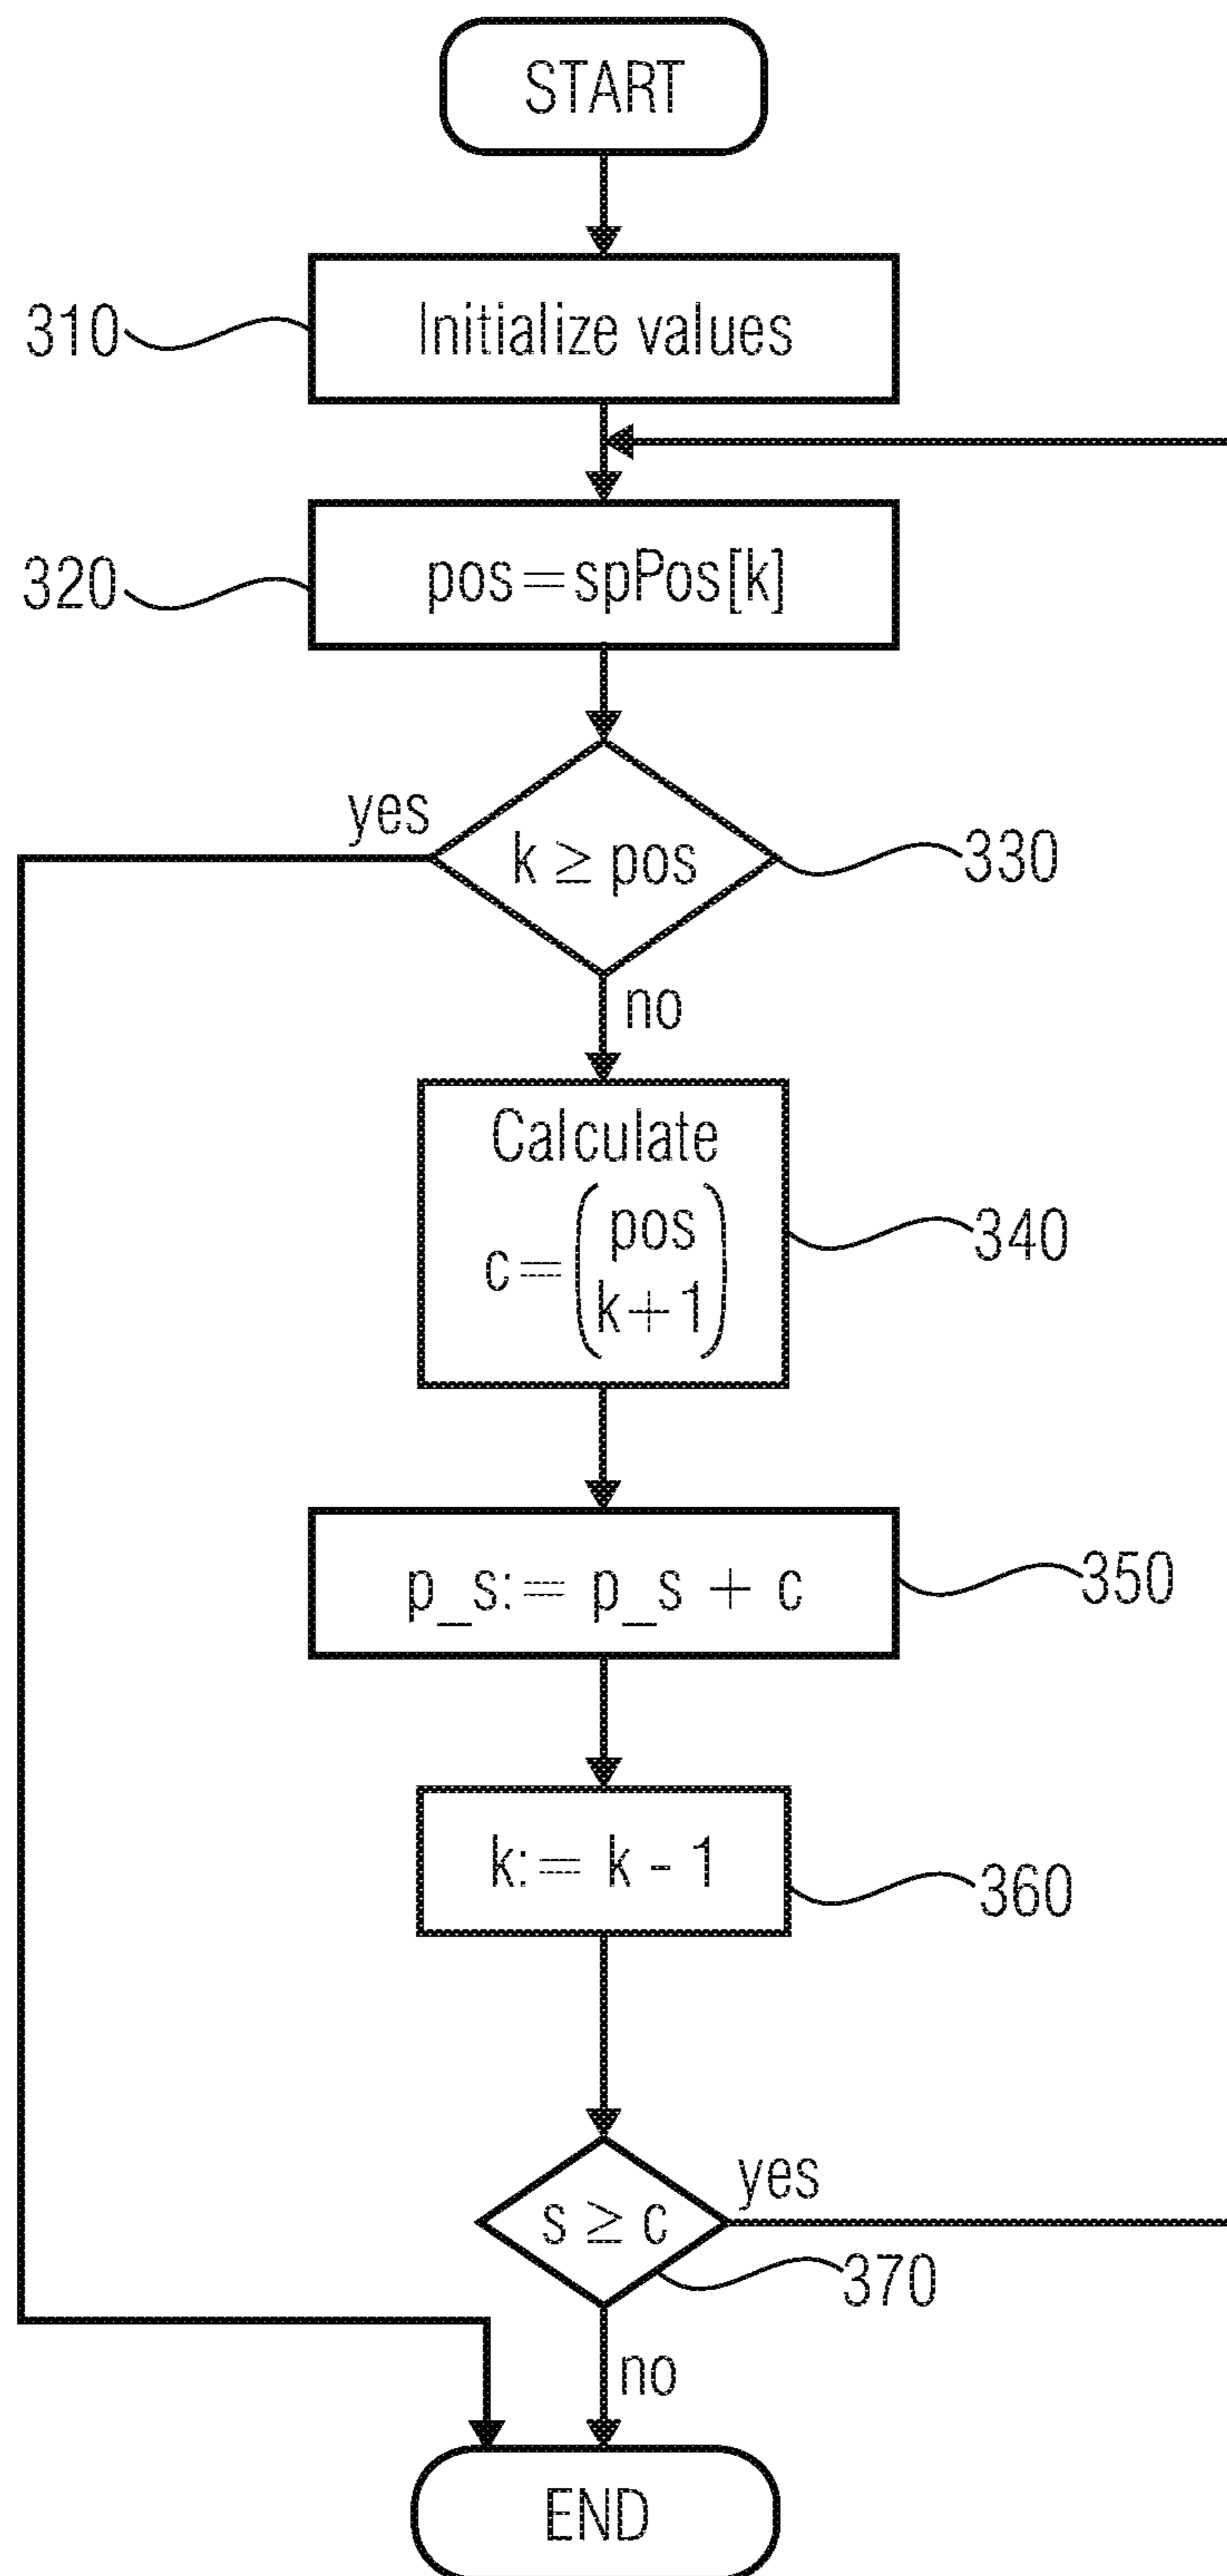 START
310
Initialize values
320
pos=spPos[k]
yes
k ≥ pos
330
no
Calculate
c=(pos
k+1)
340
p_s:= p_s + c
350
k:= k - 1
360
s ≥ c
yes
370
no
END